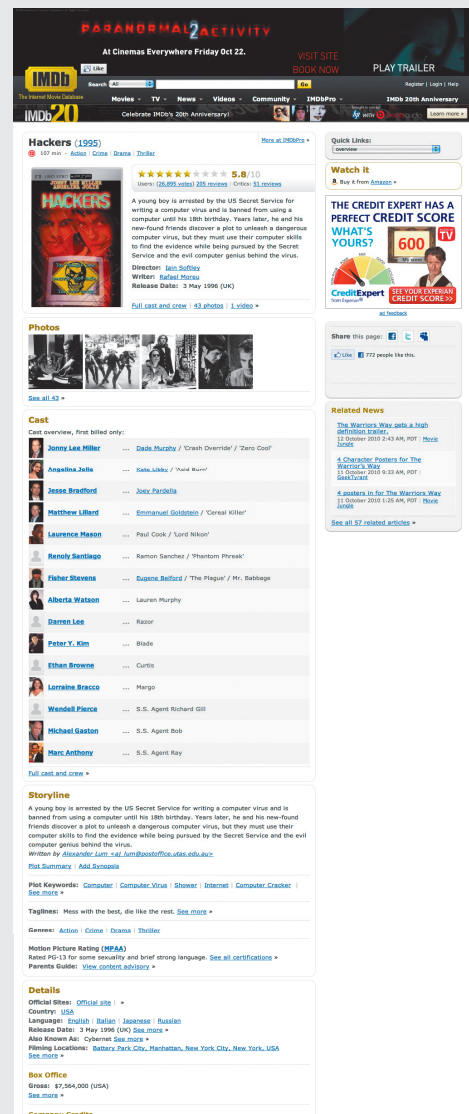 PARANORMAL 2 ACTIVITY
At Cinemas Everywhere Friday Oct 22.
VISIT SITE
BOOK NOW
PLAY TRAILER
IMDb
The Internet Movie Database
Like
Search All Go
Register | Login | Help
Movies TV News Videos Community IMDbPro IMDb 20th Anniversary
IMDb20 Celebrate IMDb's 20th Anniversary! Learn more »
Hackers (1995)
More at IMDbPro »
107 min - Action | Crime | Drama | Thriller
JONNY LEE MILLER
ANGELINA JOLIE
HACKERS
5.8/10
Users: (26,895 votes) 205 reviews | Critics: 51 reviews
A young boy is arrested by the US Secret Service for
writing a computer virus and is banned from using a
computer until his 18th birthday. Years later, he and his
new-found friends discover a plot to unleash a dangerous
computer virus, but they must use their computer skills
to find the evidence while being pursued by the Secret
Service and the evil computer genius behind the virus.
Director: Iain Softley
Writer: Rafael Moreu
Release Date: 3 May 1996 (UK)
Full cast and crew | 43 photos | 1 video »
Photos
See all 43 »
Cast
Cast overview, first billed only:
Jonny Lee Miller ... Dade Murphy / 'Crash Override' / 'Zero Cool'
Angelina Jolie ... Kate Libby / 'Acid Burn'
Jesse Bradford ... Joey Pardella
Matthew Lillard ... Emmanuel Goldstein / 'Cereal Killer'
Laurence Mason ... Paul Cook / 'Lord Nikon'
Renoly Santiago ... Ramon Sanchez / 'Phantom Phreak'
Fisher Stevens ... Eugene Belford / 'The Plague' / Mr. Babbage
Alberta Watson ... Lauren Murphy
Darren Lee ... Razor
Peter Y. Kim ... Blade
Ethan Browne ... Curtis
Lorraine Bracco ... Margo
Wendell Pierce ... S.S. Agent Richard Gill
Michael Gaston ... S.S. Agent Bob
Marc Anthony ... S.S. Agent Ray
Full cast and crew »
Storyline
A young boy is arrested by the US Secret Service for writing a computer virus and is
banned from using a computer until his 18th birthday. Years later, he and his new-found
friends discover a plot to unleash a dangerous computer virus, but they must use their
computer skills to find the evidence while being pursued by the Secret Service and the evil
computer genius behind the virus.
Written by Alexander Lum <aj_lum@postoffice.utas.edu.au>
Plot Summary | Add Synopsis
Plot Keywords: Computer | Computer Virus | Shower | Internet | Computer Cracker |
See more »
Taglines: Mess with the best, die like the rest. See more »
Genres: Action | Crime | Drama | Thriller
Motion Picture Rating (MPAA)
Rated PG-13 for some sexuality and brief strong language. See all certifications »
Parents Guide: View content advisory »
Details
Official Sites: Official site | »
Country: USA
Language: English | Italian | Japanese | Russian
Release Date: 3 May 1996 (UK) See more »
Also Known As: Cybernet See more »
Filming Locations: Battery Park City, Manhattan, New York City, New York, USA
See more »
Box Office
Gross: $7,564,000 (USA)
See more »
Company Credits
Quick Links:
overview
Watch it
Buy it from Amazon »
THE CREDIT EXPERT HAS A
PERFECT CREDIT SCORE
WHAT'S
YOURS?
600
My score
AS SEEN ON TV
CreditExpert
from Experian
SEE YOUR EXPERIAN
CREDIT SCORE >>
ad feedback
Share this page:
Like 772 people like this.
Related News
The Warriors Way gets a high
definition trailer.
12 October 2010 2:43 AM, PDT | Movie
Jungle
4 Character Posters for The
Warrior's Way
11 October 2010 9:33 AM, PDT |
GeekTyrant
4 posters in for The Warriors Way
11 October 2010 1:25 AM, PDT | Movie
Jungle
See all 57 related articles »